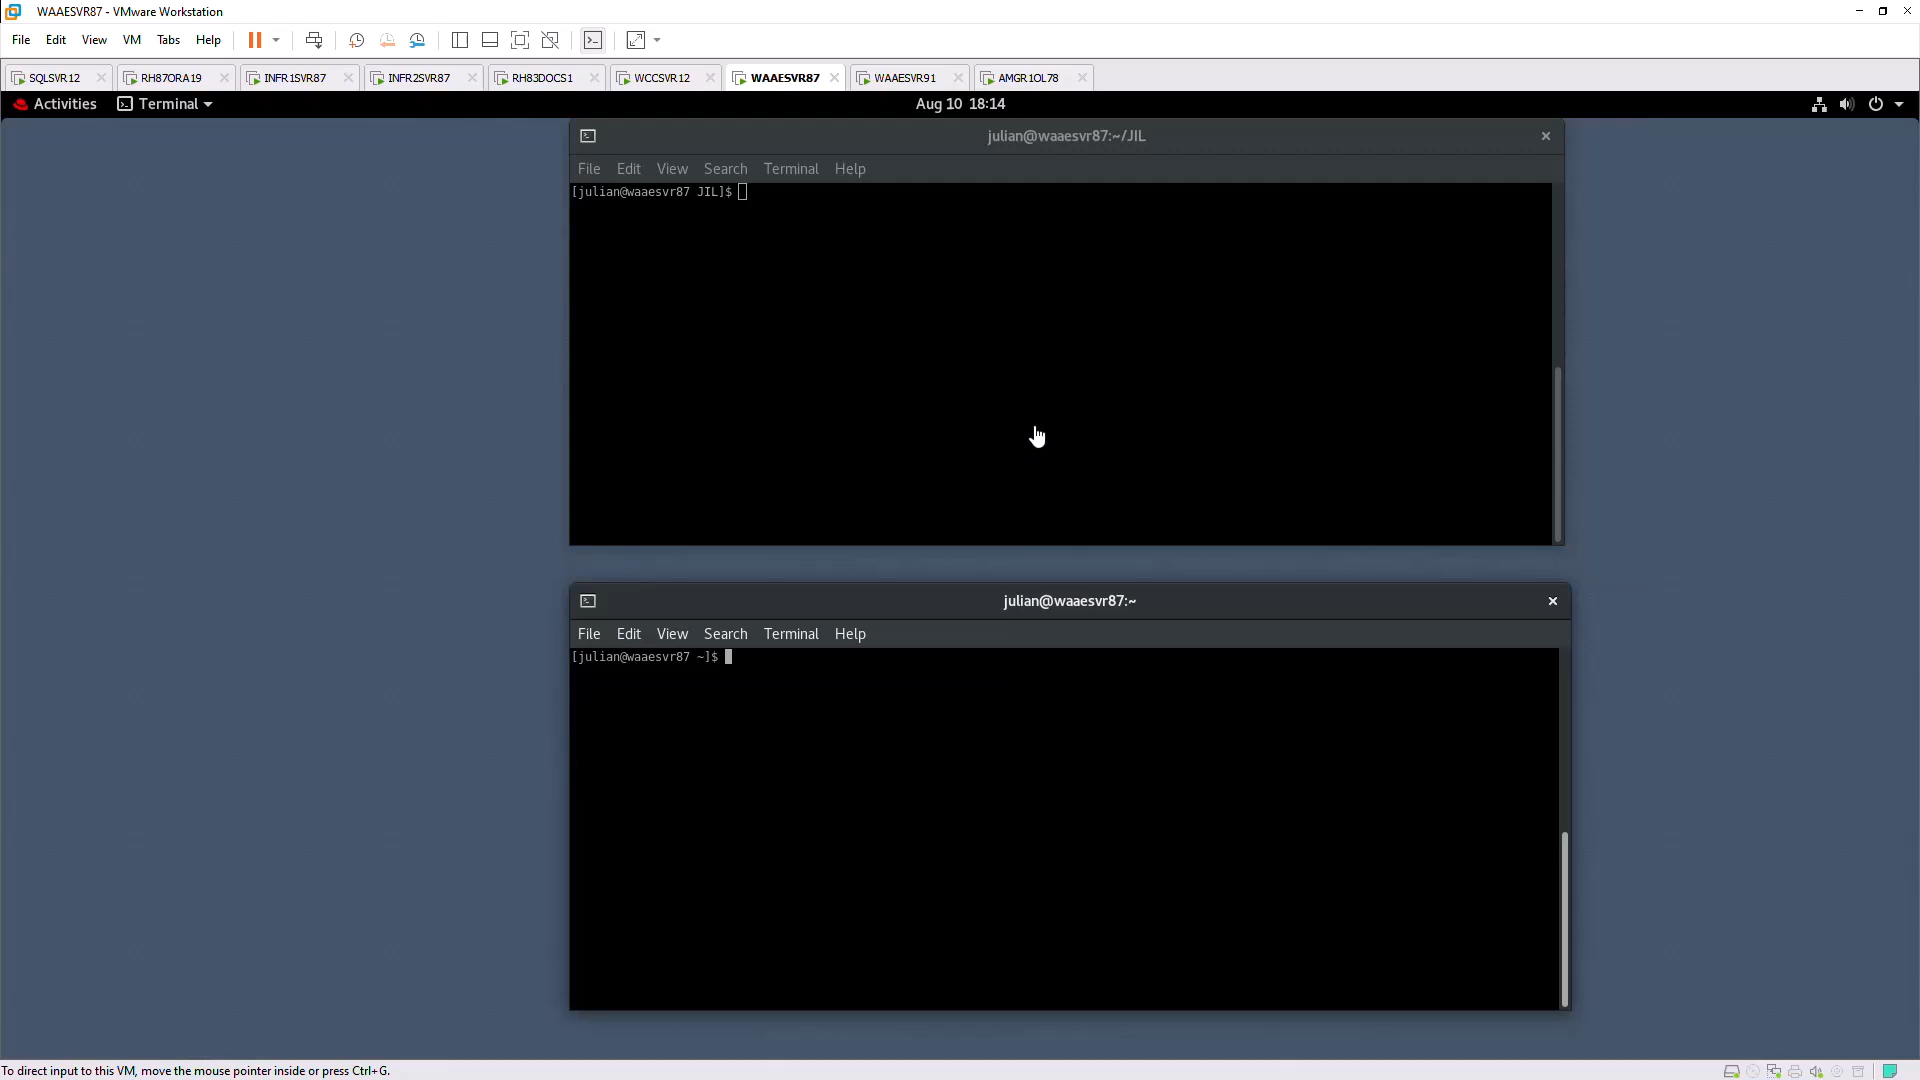 WAAESVR87 - VMware Workstation
File Edit View VM Tabs Help
SQLSVR12 RH87ORA19 INFR1SVR87 INFR2SVR87 RH83DOCS1 WCCSVR12 WAAESVR87 WAAESVR91 AMGR1OL78
Activities Terminal Aug 10 18:14
julian@waaesvr87:~/JIL
File Edit View Search Terminal Help
[julian@waaesvr87 JIL]$
julian@waaesvr87:~
File Edit View Search Terminal Help
[julian@waaesvr87 ~]$
To direct input to this VM, move the mouse pointer inside or press Ctrl+G.